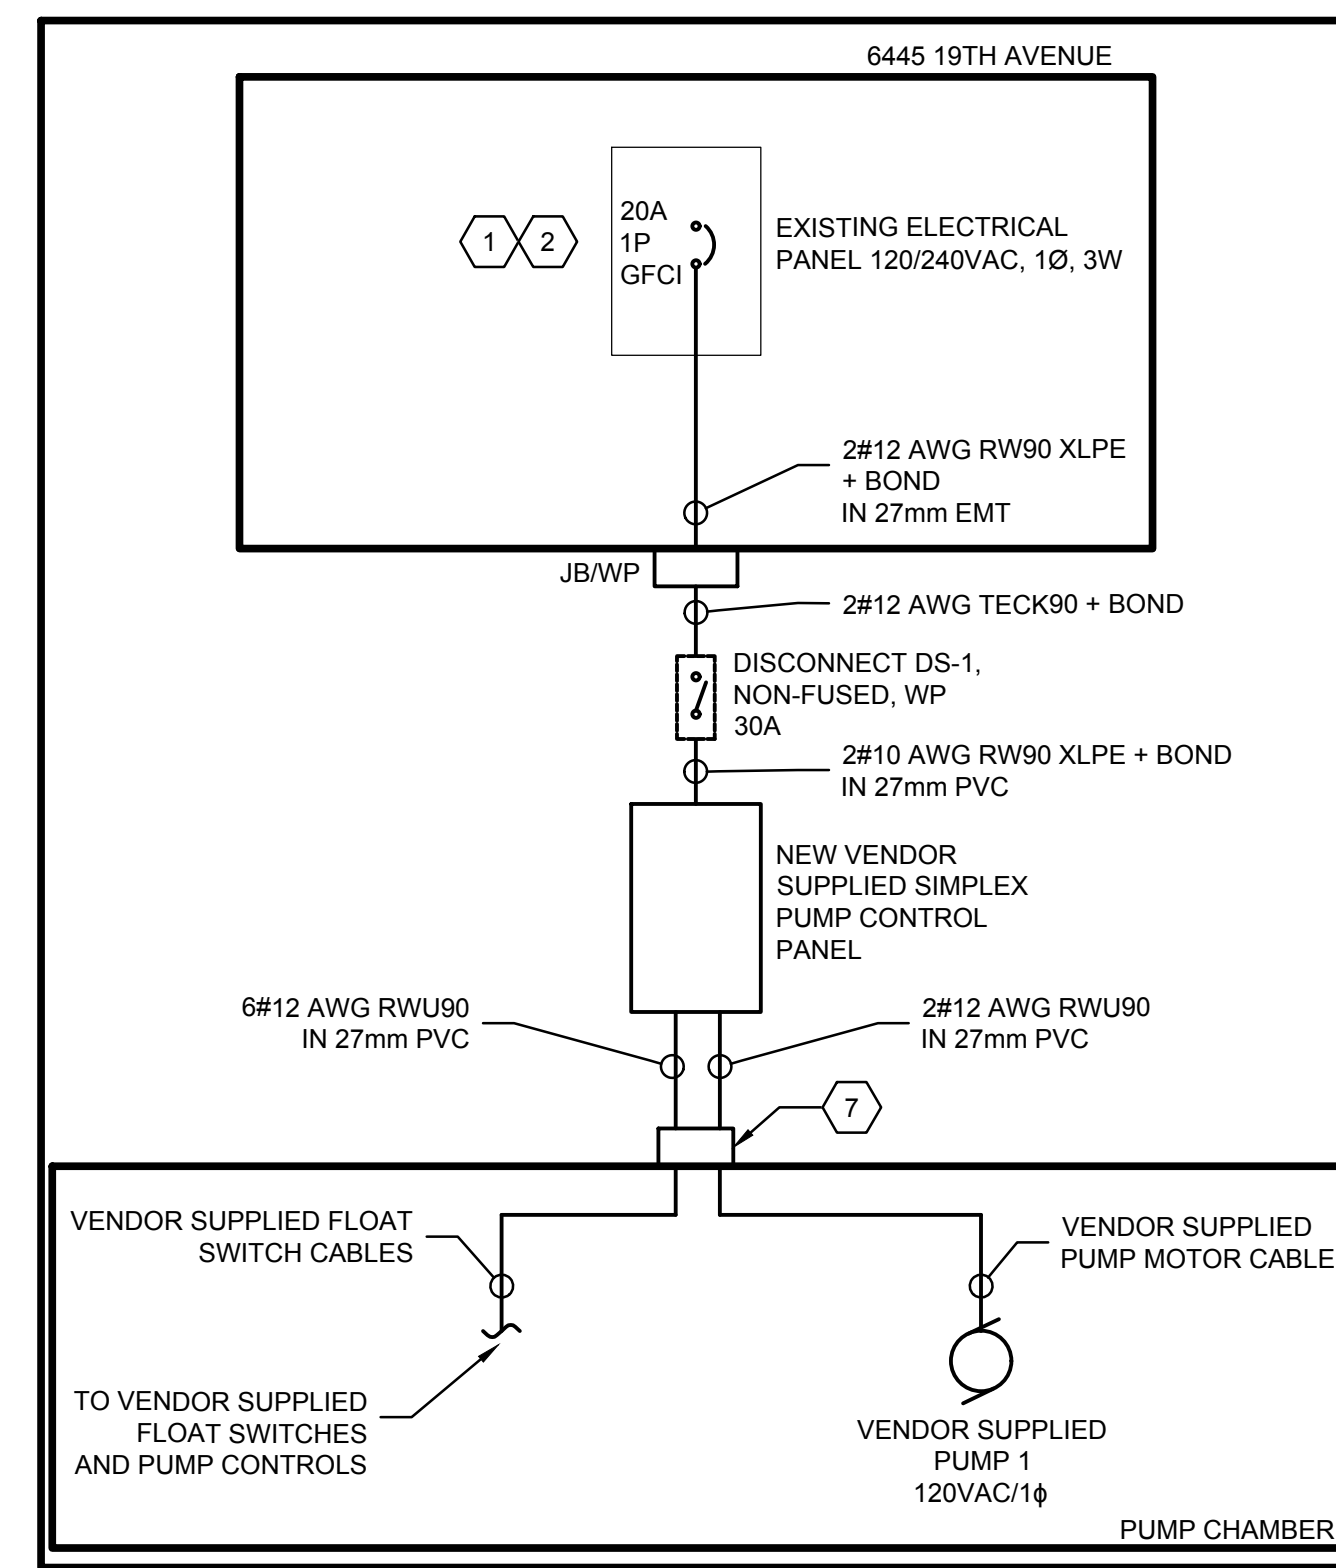 6445 19TH AVENUE
20A
1P
GFCI
1
2
EXISTING ELECTRICAL
PANEL 120/240VAC, 1Ø, 3W
2#12 AWG RW90 XLPE
+ BOND
IN 27mm EMT
JB/WP
2#12 AWG TECK90 + BOND
DISCONNECT DS-1,
NON-FUSED, WP
30A
2#10 AWG RW90 XLPE + BOND
IN 27mm PVC
NEW VENDOR
SUPPLIED SIMPLEX
PUMP CONTROL
PANEL
6#12 AWG RWU90
IN 27mm PVC
2#12 AWG RWU90
IN 27mm PVC
7
VENDOR SUPPLIED FLOAT
SWITCH CABLES
VENDOR SUPPLIED
PUMP MOTOR CABLE
TO VENDOR SUPPLIED
FLOAT SWITCHES
AND PUMP CONTROLS
VENDOR SUPPLIED
PUMP 1
120VAC/1ϕ
PUMP CHAMBER